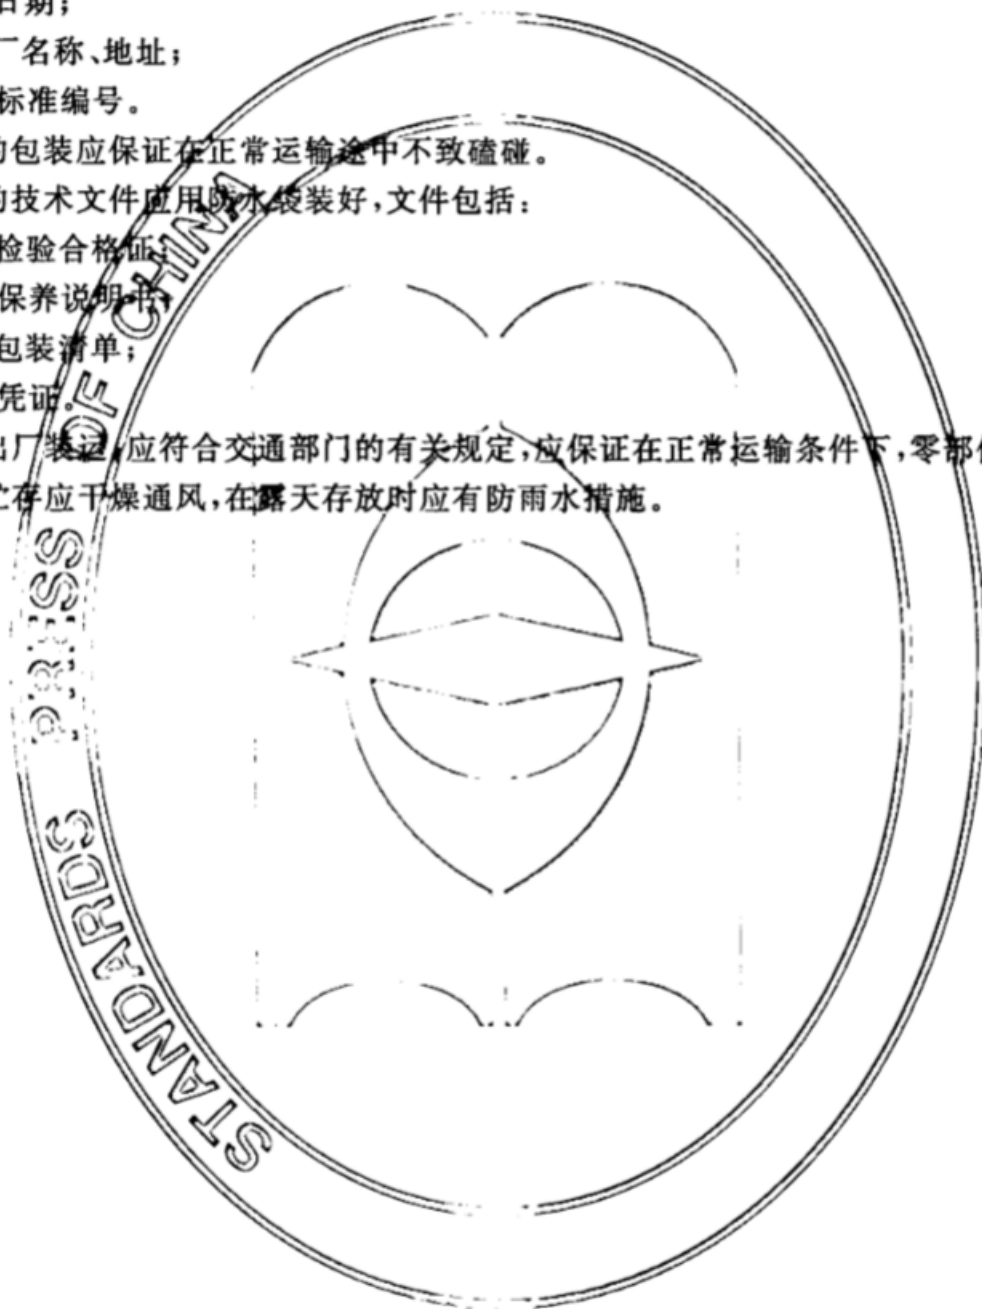 日期;
厂名称、地址;
标准编号。
的包装应保证在正常运输途中不致磕碰。
的技术文件应用防水袋装好,文件包括:
检验合格证;
保养说明书;
包装清单;
凭证。
出厂装运,应符合交通部门的有关规定,应保证在正常运输条件下,零部
贮存应干燥通风,在露天存放时应有防雨水措施。
STANDARDS PRESS OF CHINA